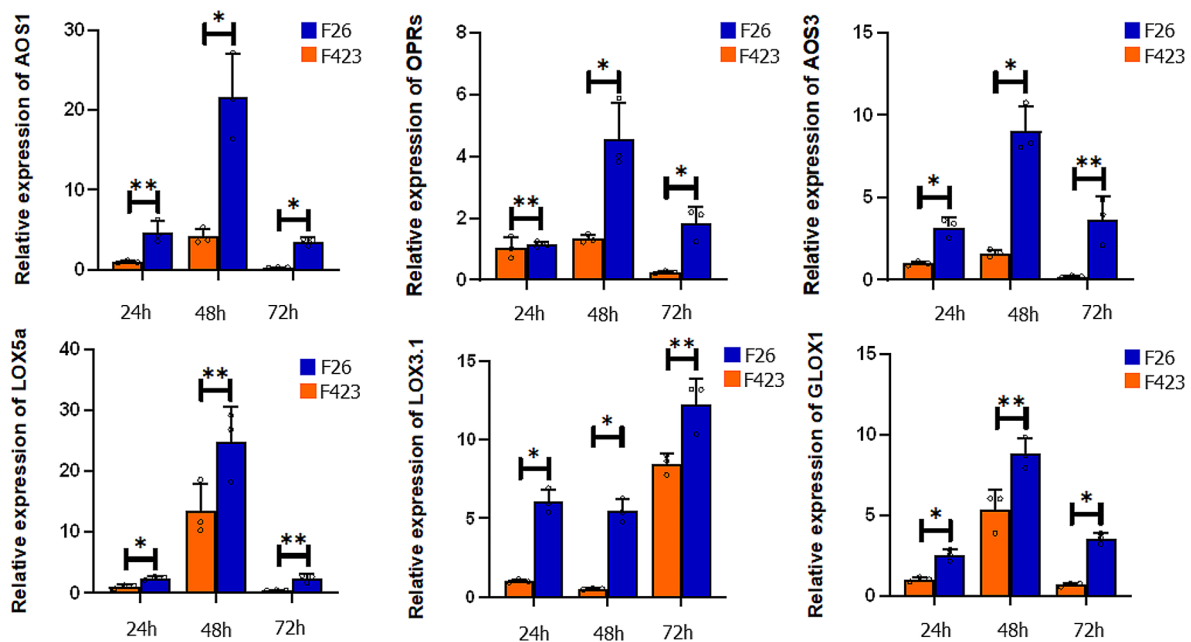 Relative expression of AOS1
30
20
10
0
**
*
*
F26
F423
24h 48h 72h
Relative expression of OPRs
8
6
4
2
0
**
*
*
F26
F423
24h 48h 72h
Relative expression of AOS3
15
10
5
0
*
*
**
F26
F423
24h 48h 72h
Relative expression of LOX5a
40
30
20
10
0
*
**
**
F26
F423
24h 48h 72h
Relative expression of LOX3.1
15
10
5
0
*
*
**
F26
F423
24h 48h 72h
Relative expression of GLOX1
15
10
5
0
*
**
*
F26
F423
24h 48h 72h